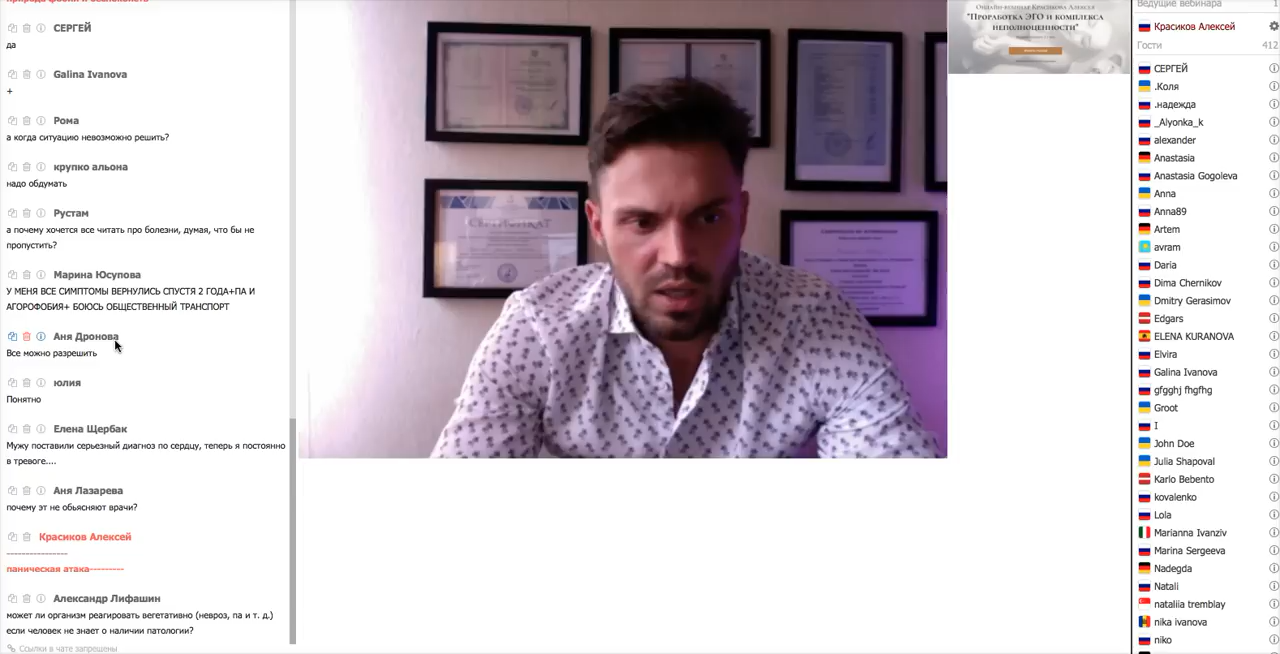 СЕРГЕЙ
да
Galina Ivanova
+
Рома
а когда ситуацию невозможно решить?
крупко альона
надо обдумать
Рустам
а почему хочется все читать про болезни, думая, что бы не
пропустить?
Марина Юсупова
У МЕНЯ ВСЕ СИМПТОМЫ ВЕРНУЛИСЬ СПУСТЯ 2 ГОДА+ПА И
АГОРОФОБИЯ+ БОЮСЬ ОБЩЕСТВЕННЫЙ ТРАНСПОРТ
Аня Дронова
Все можно разрешить
юлия
Понятно
Елена Щербак
Мужу поставили серьезный диагноз по сердцу, теперь я постоянно
в тревоге....
Аня Лазарева
почему эт не обьясняют врачи?
Красиков Алексей
----------------
паническая атака---------
Александр Лифашин
может ли организм реагировать вегетативно (невроз, па и т. д.)
если человек не знает о наличии патологии?
Ссылки в чате запрещены
СЕРТИФИКАТ
Онлайн-вебинар Красикова Алексея
"Проработка ЭГО и комплекса
неполноценности"
Ведущие вебинара 1
Красиков Алексей
Гости 412
СЕРГЕЙ
.Коля
.надежда
_Alyonka_k
alexander
Anastasia
Anastasia Gogoleva
Anna
Anna89
Artem
avram
Daria
Dima Chernikov
Dmitry Gerasimov
Edgars
ELENA KURANOVA
Elvira
Galina Ivanova
gfgghj fhgfhg
Groot
I
John Doe
Julia Shapoval
Karlo Bebento
kovalenko
Lola
Marianna Ivanziv
Marina Sergeeva
Nadegda
Natali
nataliia tremblay
nika ivanova
niko